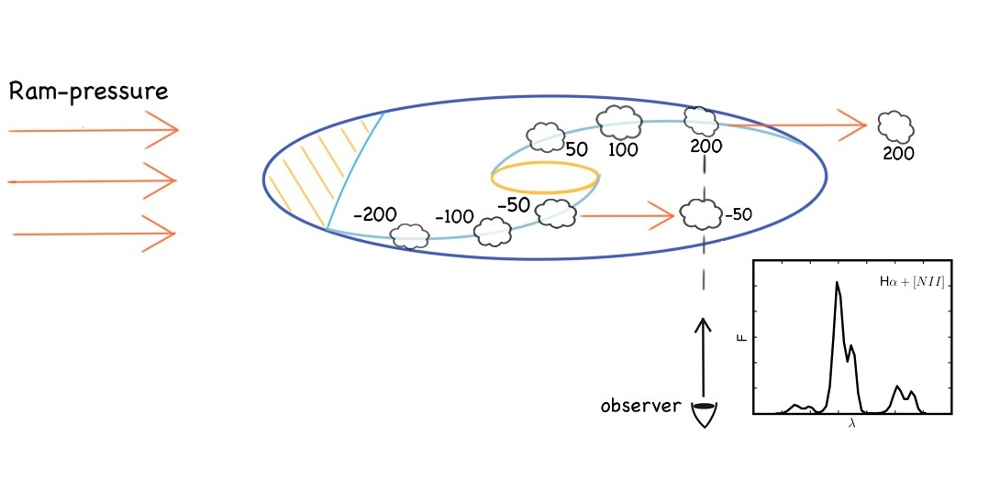 Ram-pressure
50
100
200
200
-200
-100
-50
-50
Hα + [NII]
F
λ
observer